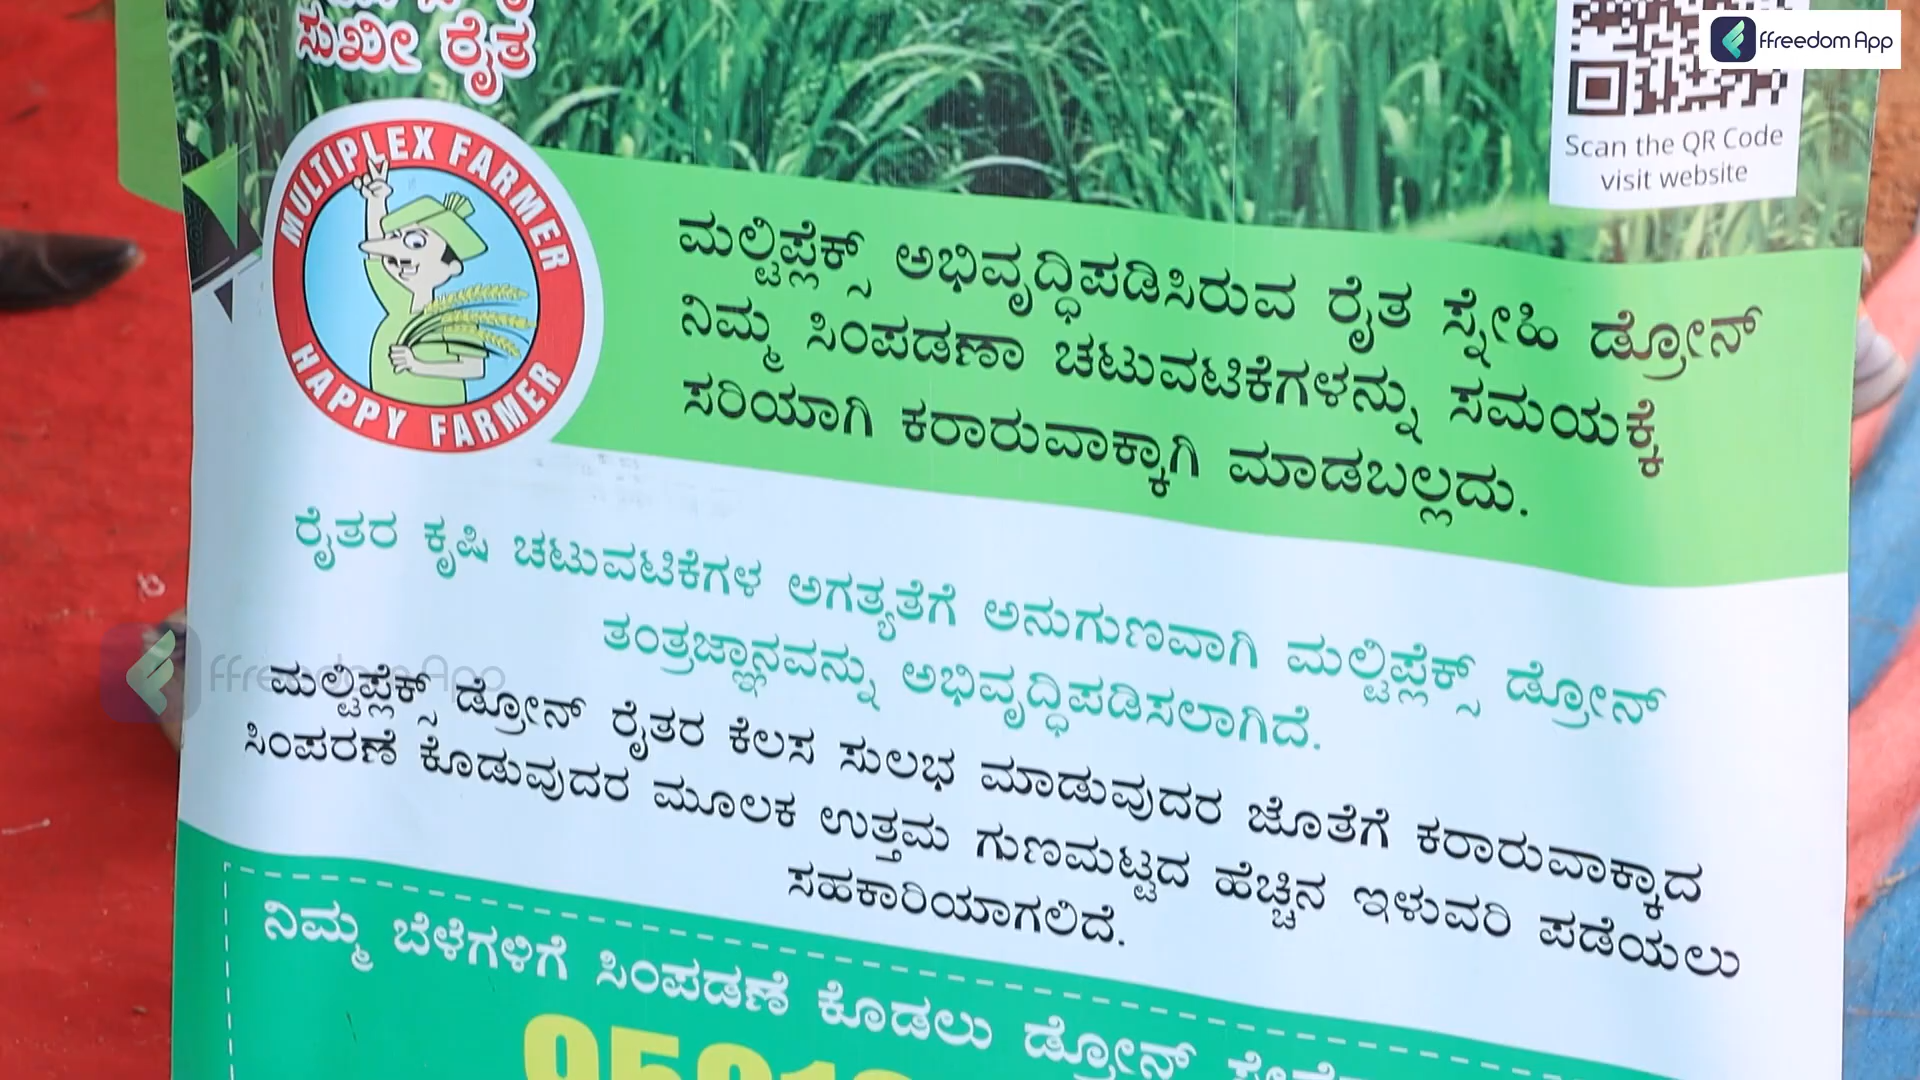 ಸುಖೀ ರೈತ
ffreedom App
Scan the QR Code
visit website
MULTIPLEX FARMER
HAPPY FARMER
ಮಲ್ಟಿಪ್ಲೆಕ್ಸ್ ಅಭಿವೃದ್ಧಿಪಡಿಸಿರುವ ರೈತ ಸ್ನೇಹಿ ಡ್ರೋನ್
ನಿಮ್ಮ ಸಿಂಪಡಣಾ ಚಟುವಟಿಕೆಗಳನ್ನು ಸಮಯಕ್ಕೆ
ಸರಿಯಾಗಿ ಕರಾರುವಾಕ್ಕಾಗಿ ಮಾಡಬಲ್ಲದು.
ರೈತರ ಕೃಷಿ ಚಟುವಟಿಕೆಗಳ ಅಗತ್ಯತೆಗೆ ಅನುಗುಣವಾಗಿ ಮಲ್ಟಿಪ್ಲೆಕ್ಸ್ ಡ್ರೋನ್
ತಂತ್ರಜ್ಞಾನವನ್ನು ಅಭಿವೃದ್ಧಿಪಡಿಸಲಾಗಿದೆ.
ffreedom App
ಮಲ್ಟಿಪ್ಲೆಕ್ಸ್ ಡ್ರೋನ್ ರೈತರ ಕೆಲಸ ಸುಲಭ ಮಾಡುವುದರ ಜೊತೆಗೆ ಕರಾರುವಾಕ್ಕಾದ
ಸಿಂಪರಣೆ ಕೊಡುವುದರ ಮೂಲಕ ಉತ್ತಮ ಗುಣಮಟ್ಟದ ಹೆಚ್ಚಿನ ಇಳುವರಿ ಪಡೆಯಲು
ಸಹಕಾರಿಯಾಗಲಿದೆ.
ನಿಮ್ಮ ಬೆಳೆಗಳಿಗೆ ಸಿಂಪಡಣೆ ಕೊಡಲು ಡ್ರೋನ್